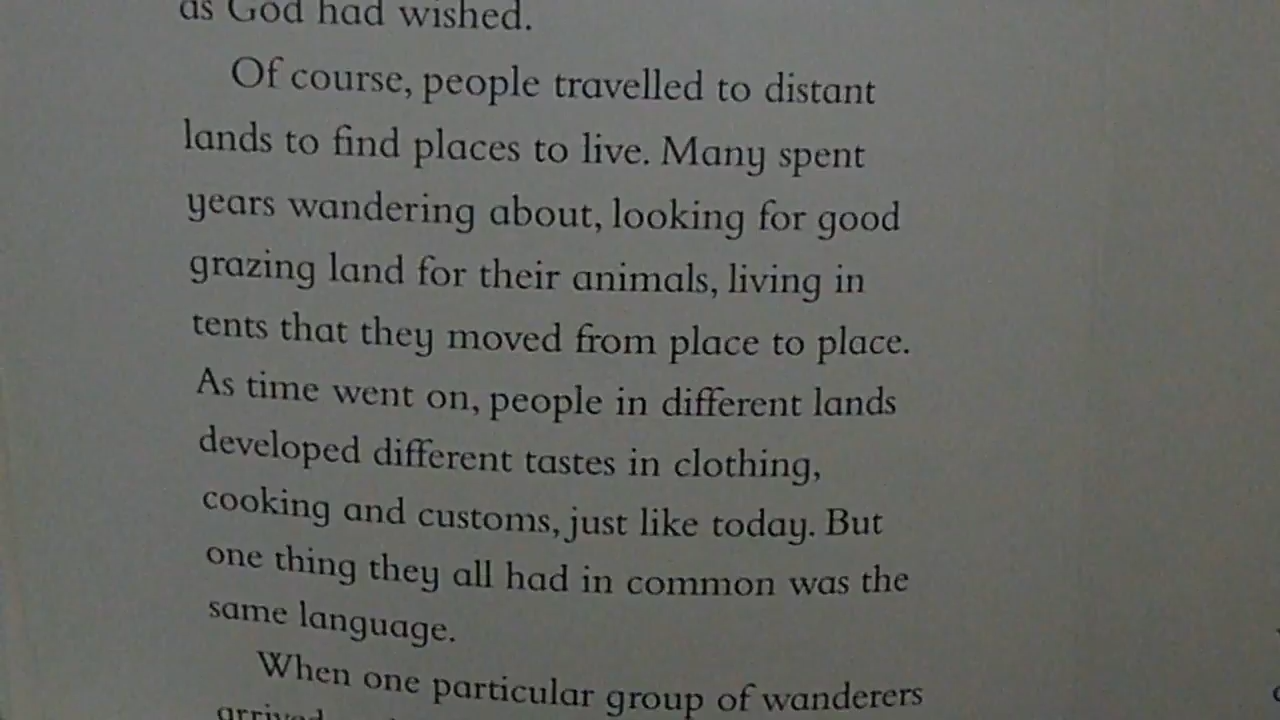 as God had wished.
Of course, people travelled to distant
lands to find places to live. Many spent
years wandering about, looking for good
grazing land for their animals, living in
tents that they moved from place to place.
As time went on, people in different lands
developed different tastes in clothing,
cooking and customs, just like today. But
one thing they all had in common was the
same language.
When one particular group of wanderers
arrived